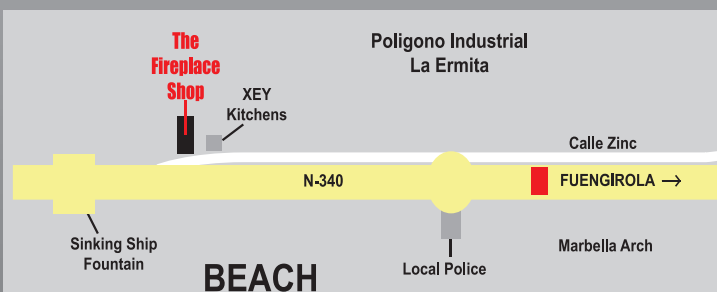 The
Fireplace
Shop
Poligono Industrial
La Ermita
XEY
Kitchens
Calle Zinc
N-340
FUENGIROLA →
Sinking Ship
Fountain
BEACH
Local Police
Marbella Arch